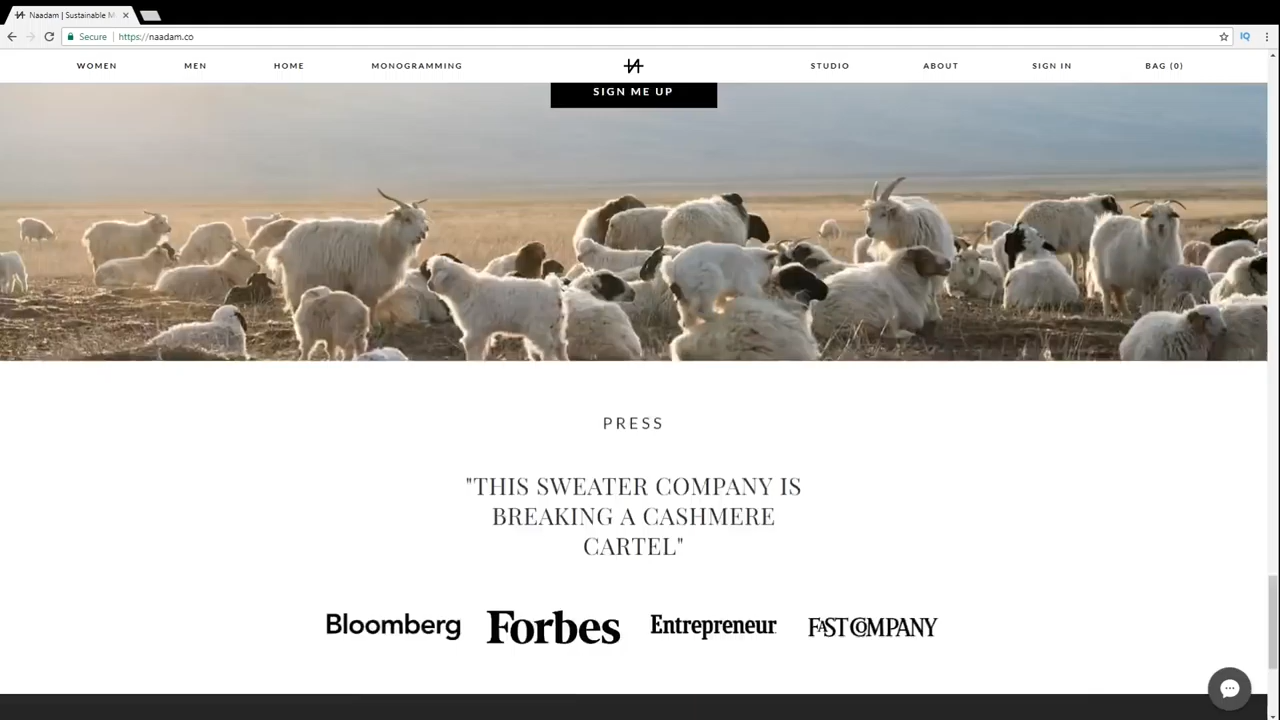 Naadam | Sustainable M
Secure
https://naadam.co
IQ
WOMEN
MEN
HOME
MONOGRAMMING
STUDIO
ABOUT
SIGN IN
BAG (0)
SIGN ME UP
PRESS
"THIS SWEATER COMPANY IS
BREAKING A CASHMERE
CARTEL"
Bloomberg
Forbes
Entrepreneur
FAST COMPANY